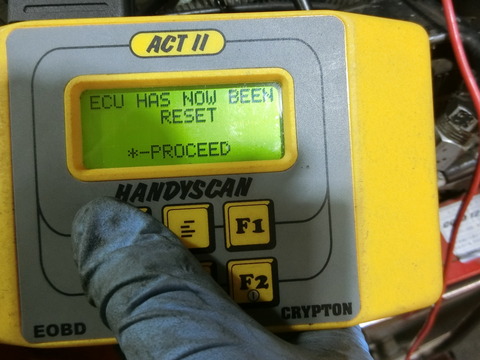 ACT II
ECU HAS NOW BEEN
RESET
*-PROCEED
HANDYSCAN
F1
F2
EOBD
CRYPTON